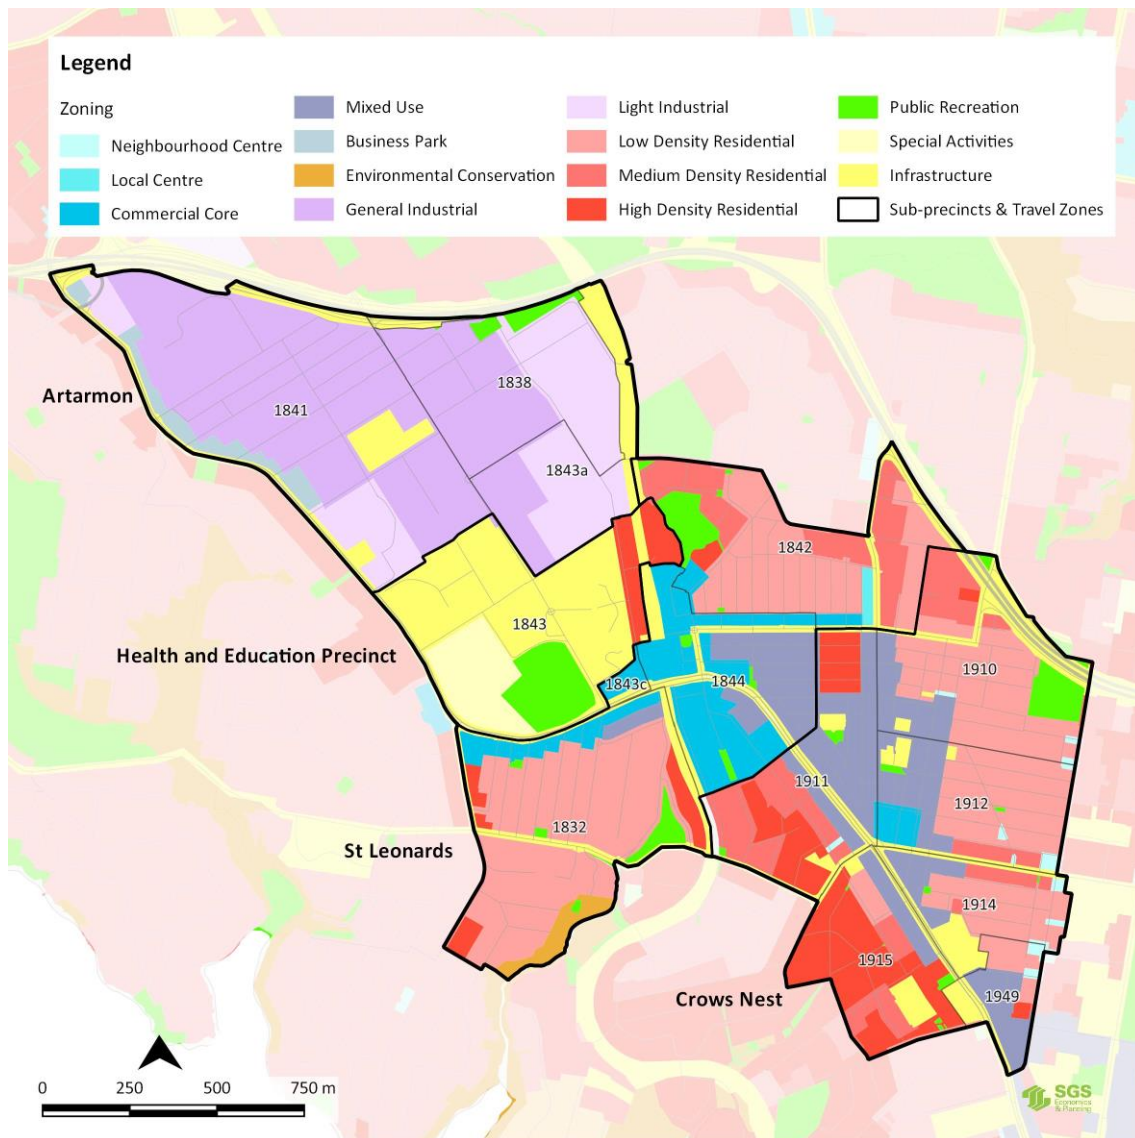 Legend
Zoning
Neighbourhood Centre
Local Centre
Commercial Core
Mixed Use
Business Park
Environmental Conservation
General Industrial
Light Industrial
Low Density Residential
Medium Density Residential
High Density Residential
Public Recreation
Special Activities
Infrastructure
Sub-precincts & Travel Zones
1838
Artarmon
1841
1843a
1842
1843
Health and Education Precinct
1910
1843c
1844
1911
1912
1832
St Leonards
1914
1915
Crows Nest
1949
0 250 500 750 m
SGS
Economics
& Planning